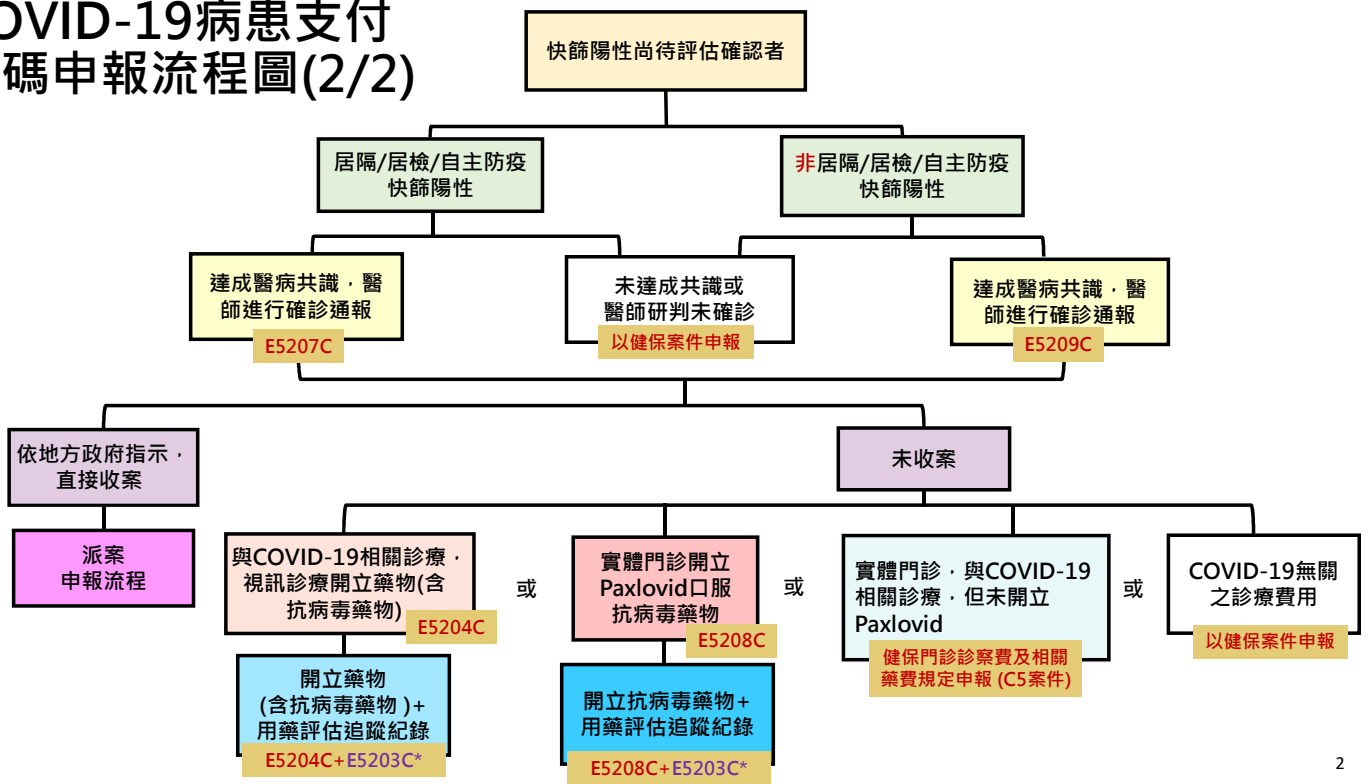 OVID-19病患支付
碼申報流程圖(2/2)
快篩陽性尚待評估確認者
居隔/居檢/自主防疫
快篩陽性
非居隔/居檢/自主防疫
快篩陽性
達成醫病共識，醫
師進行確診通報
E5207C
未達成共識或
醫師研判未確診
以健保案件申報
達成醫病共識，醫
師進行確診通報
E5209C
依地方政府指示，
直接收案
未收案
派案
申報流程
與COVID-19相關診療，
視訊診療開立藥物(含
抗病毒藥物)
E5204C
或
實體門診開立
Paxlovid口服
抗病毒藥物
E5208C
或
實體門診，與COVID-19
相關診療，但未開立
Paxlovid
健保門診診察費及相關
藥費規定申報 (C5案件)
或
COVID-19無關
之診療費用
以健保案件申報
開立藥物
(含抗病毒藥物 )+
用藥評估追蹤紀錄
E5204C+E5203C*
開立抗病毒藥物+
用藥評估追蹤紀錄
E5208C+E5203C*
2